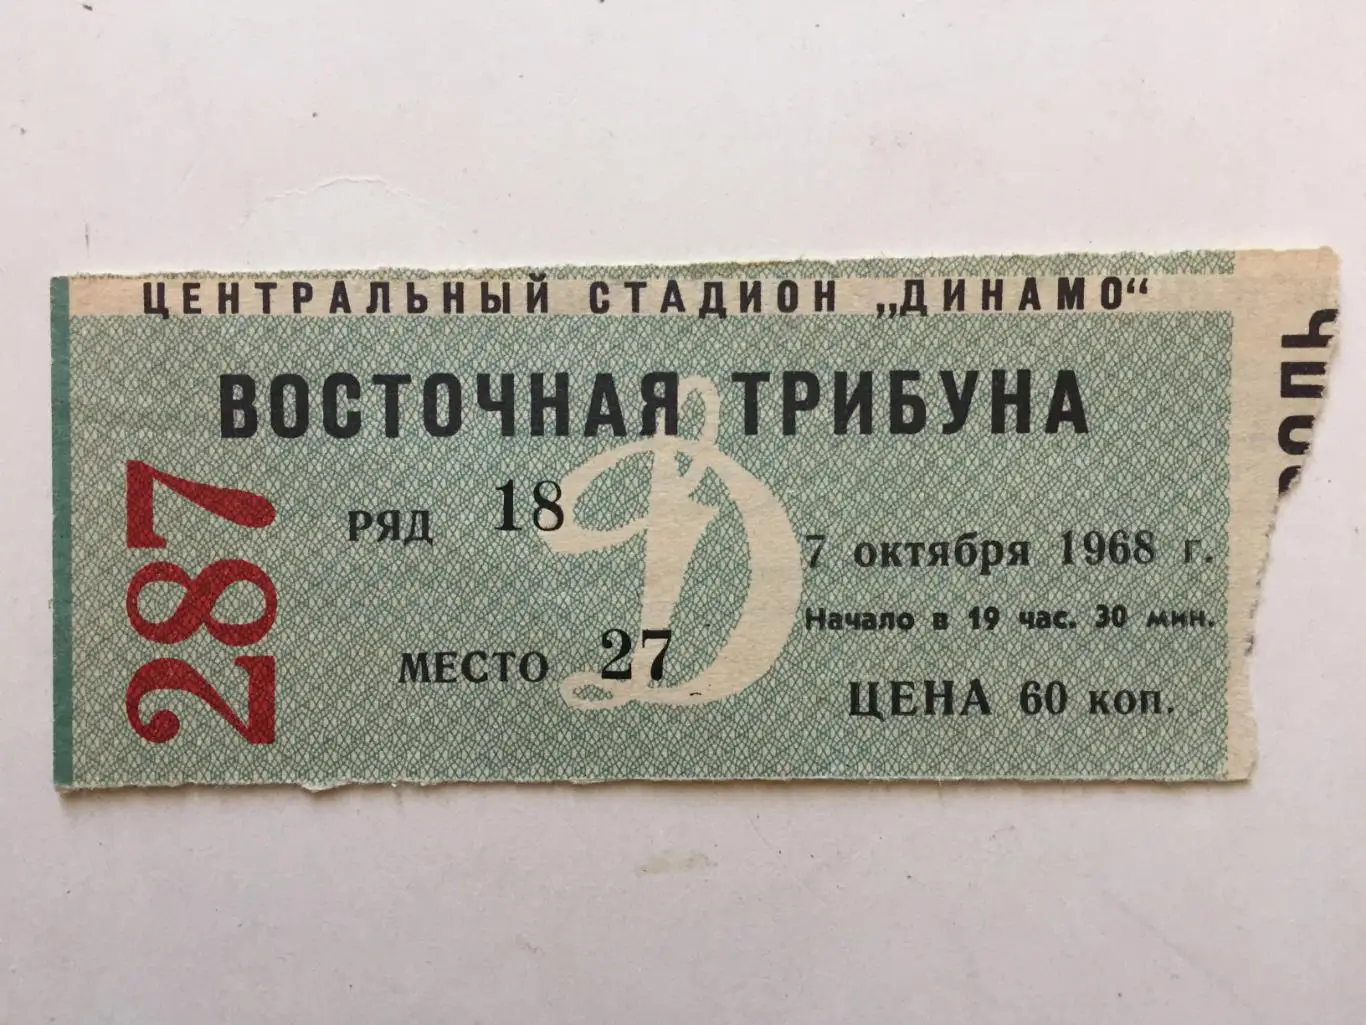 ЦЕНТРАЛЬНЫЙ СТАДИОН „ДИНАМО“
ВОСТОЧНАЯ ТРИБУНА
287
РЯД 18
МЕСТО 27
7 октября 1968 г.
Начало в 19 час. 30 мин.
ЦЕНА 60 коп.
Д